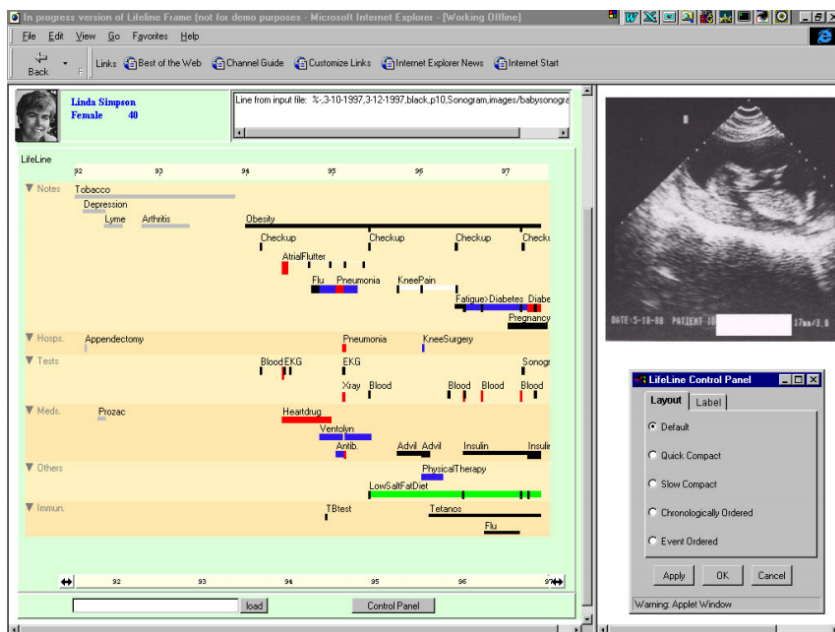 In progress version of Lifeline Frame (not for demo purposes - Microsoft Internet Explorer - [Working Offline]
File Edit View Go Favorites Help
Back
Links Best of the Web Channel Guide Customize Links Internet Explorer News Internet Start
Linda Simpson
Female 40
Line from input file: %-,3-10-1997,3-12-1997,black,p10,Sonogram,images/babysonogra
LifeLine
92 93 94 95 96 97
Notes Tobacco
Depression
Lyme Arthritis Obesity
Checkup Checkup Checkup Checku
AtrialFlutter
Flu Pneumonia KneePain
Fatigue>Diabetes Diabe
Pregnancy
Hosps. Appendectomy Pneumonia KneeSurgery
Tests Blood EKG EKG Sonogr
Xray Blood Blood Blood Blood
Meds. Prozac Heartdrug
Ventolyn
Antib. Advil Advil Insulin Insulin
Others PhysicalTherapy
LowSaltFatDiet
Immun. TBtest Tetanos
Flu
92 93 94 95 96 97
load Control Panel
DATE:5-18-88 PATIENT ID 17mm/3.0
LifeLine Control Panel
Layout Label
Default
Quick Compact
Slow Compact
Chronologically Ordered
Event Ordered
Apply OK Cancel
Warning: Applet Window